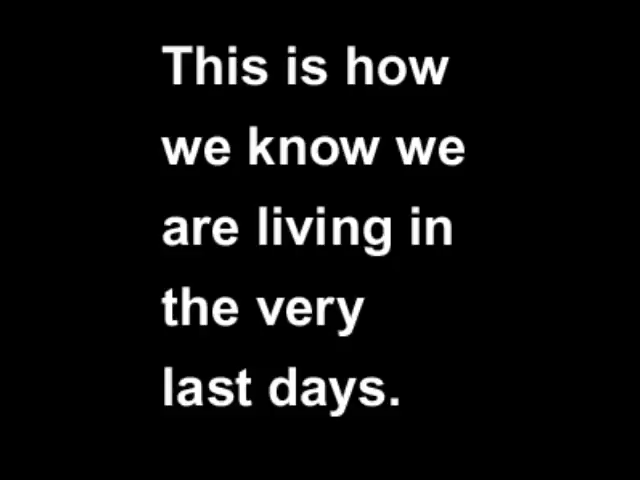 This is how
we know we
are living in
the very
last days.